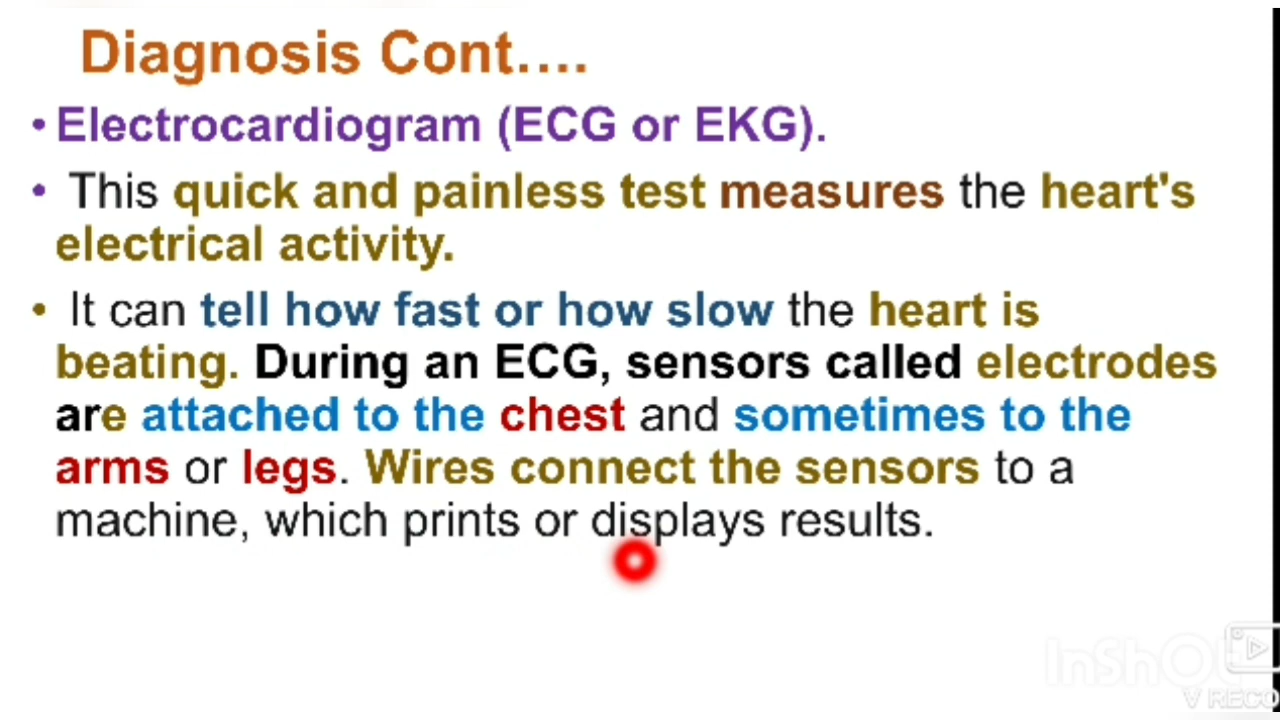 Diagnosis Cont....
• Electrocardiogram (ECG or EKG).
• This quick and painless test measures the heart's
electrical activity.
• It can tell how fast or how slow the heart is
beating. During an ECG, sensors called electrodes
are attached to the chest and sometimes to the
arms or legs. Wires connect the sensors to a
machine, which prints or displays results.
V RECO